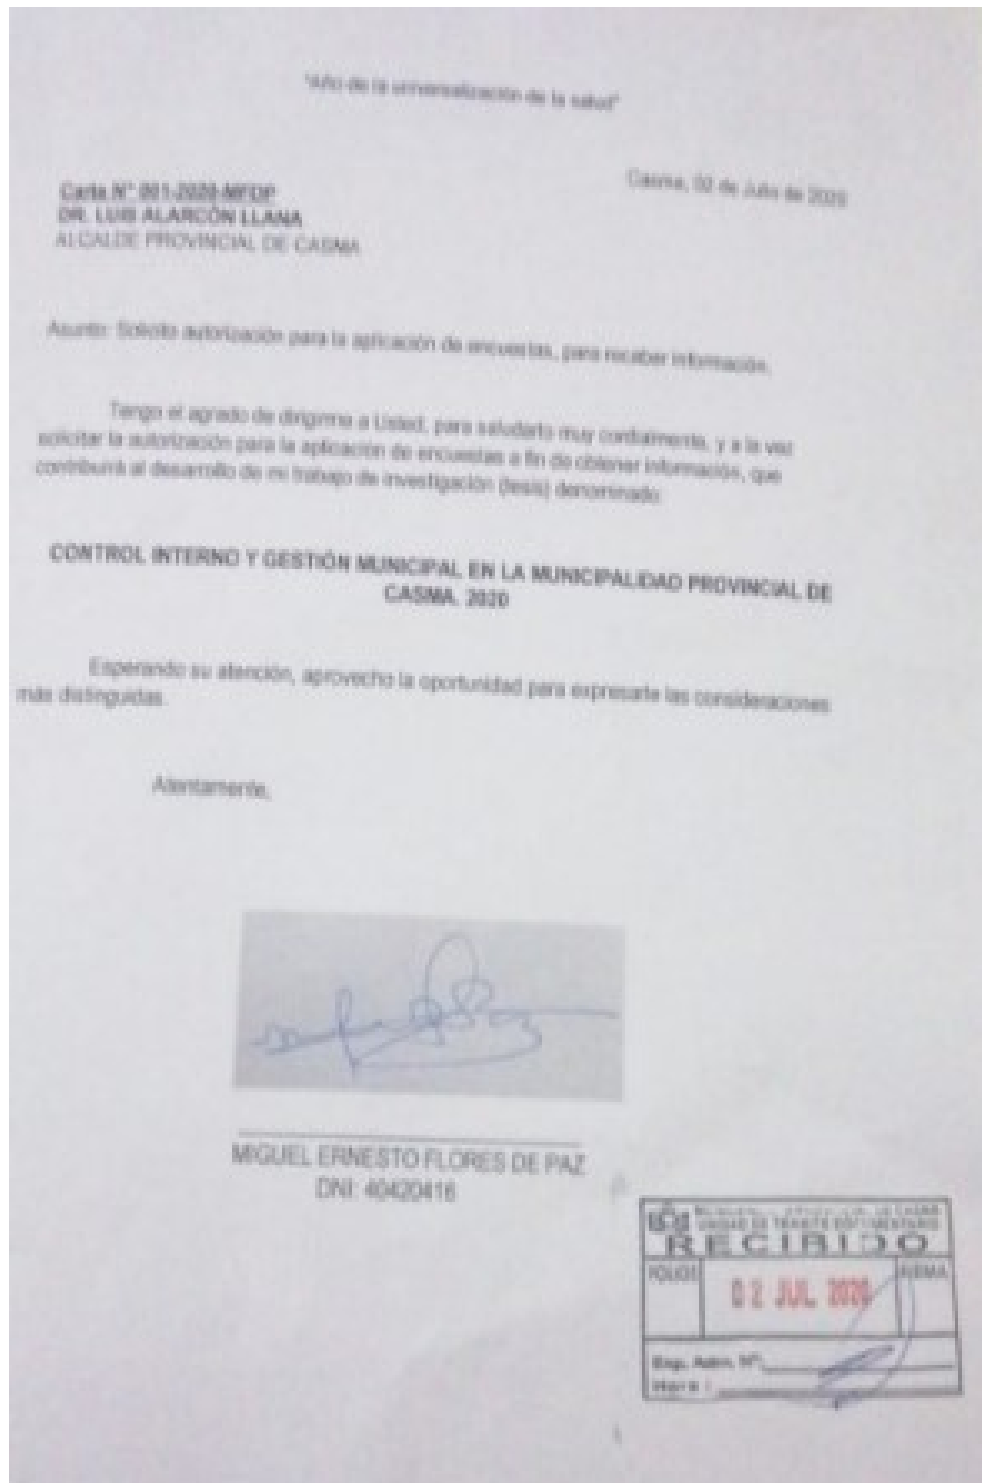 "Año de la universalización de la salud"
Casma, 02 de Julio de 2020
Carta N° 001-2020-MFDP
DR. LUIS ALARCÓN LLANA
ALCALDE PROVINCIAL DE CASMA
Asunto: Solicito autorización para la aplicación de encuestas, para recabar información.
Tengo el agrado de dirigirme a Usted, para saludarlo muy cordialmente, y a la vez
solicitar la autorización para la aplicación de encuestas a fin de obtener información, que
contribuirá al desarrollo de mi trabajo de investigación (tesis) denominado:
CONTROL INTERNO Y GESTIÓN MUNICIPAL EN LA MUNICIPALIDAD PROVINCIAL DE
CASMA. 2020
Esperando su atención, aprovecho la oportunidad para expresarle las consideraciones
más distinguidas.
Atentamente,
MIGUEL ERNESTO FLORES DE PAZ
DNI: 40420416
UNIDAD DE TRAMITE DOCUMENTARIO
RECIBIDO
FOLIOS
02 JUL. 2020
FIRMA
Exp. Adm. N°:
Hora :